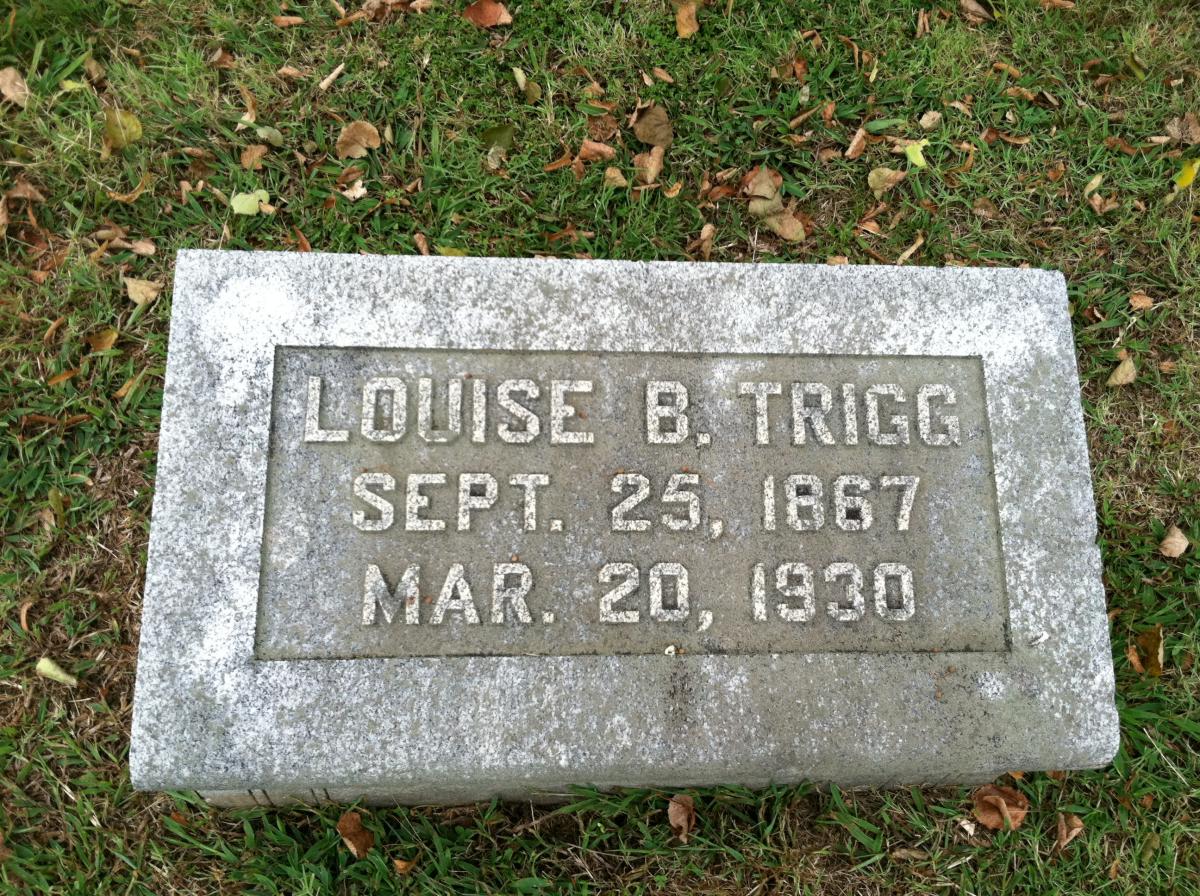 LOUISE B. TRIGG
SEPT. 25, 1867
MAR. 20, 1930